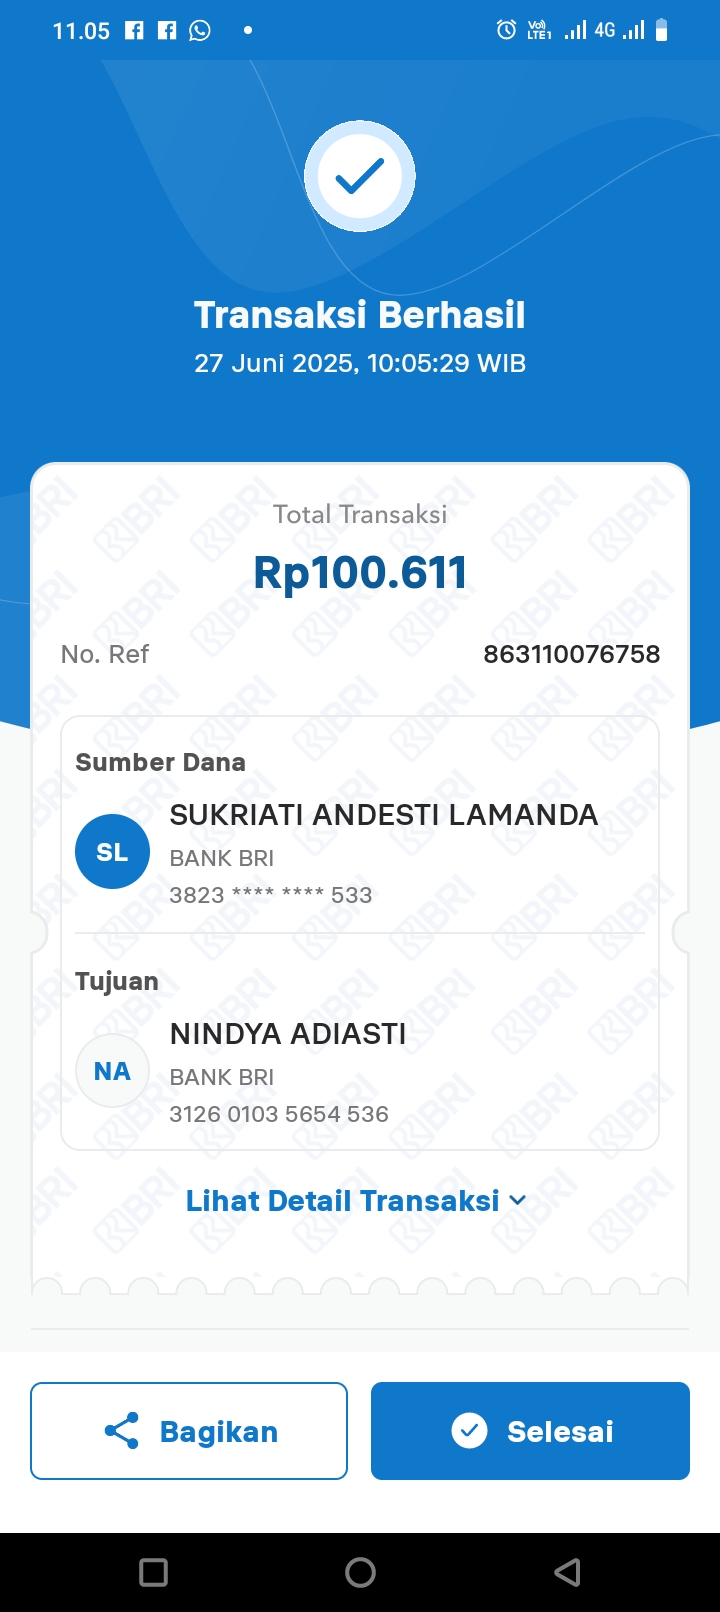 11.05
Vo))
LTE1
4G
Transaksi Berhasil
27 Juni 2025, 10:05:29 WIB
Total Transaksi
Rp100.611
No. Ref 863110076758
Sumber Dana
SL
SUKRIATI ANDESTI LAMANDA
BANK BRI
3823 **** **** 533
Tujuan
NA
NINDYA ADIASTI
BANK BRI
3126 0103 5654 536
Lihat Detail Transaksi
Bagikan
Selesai
BRI